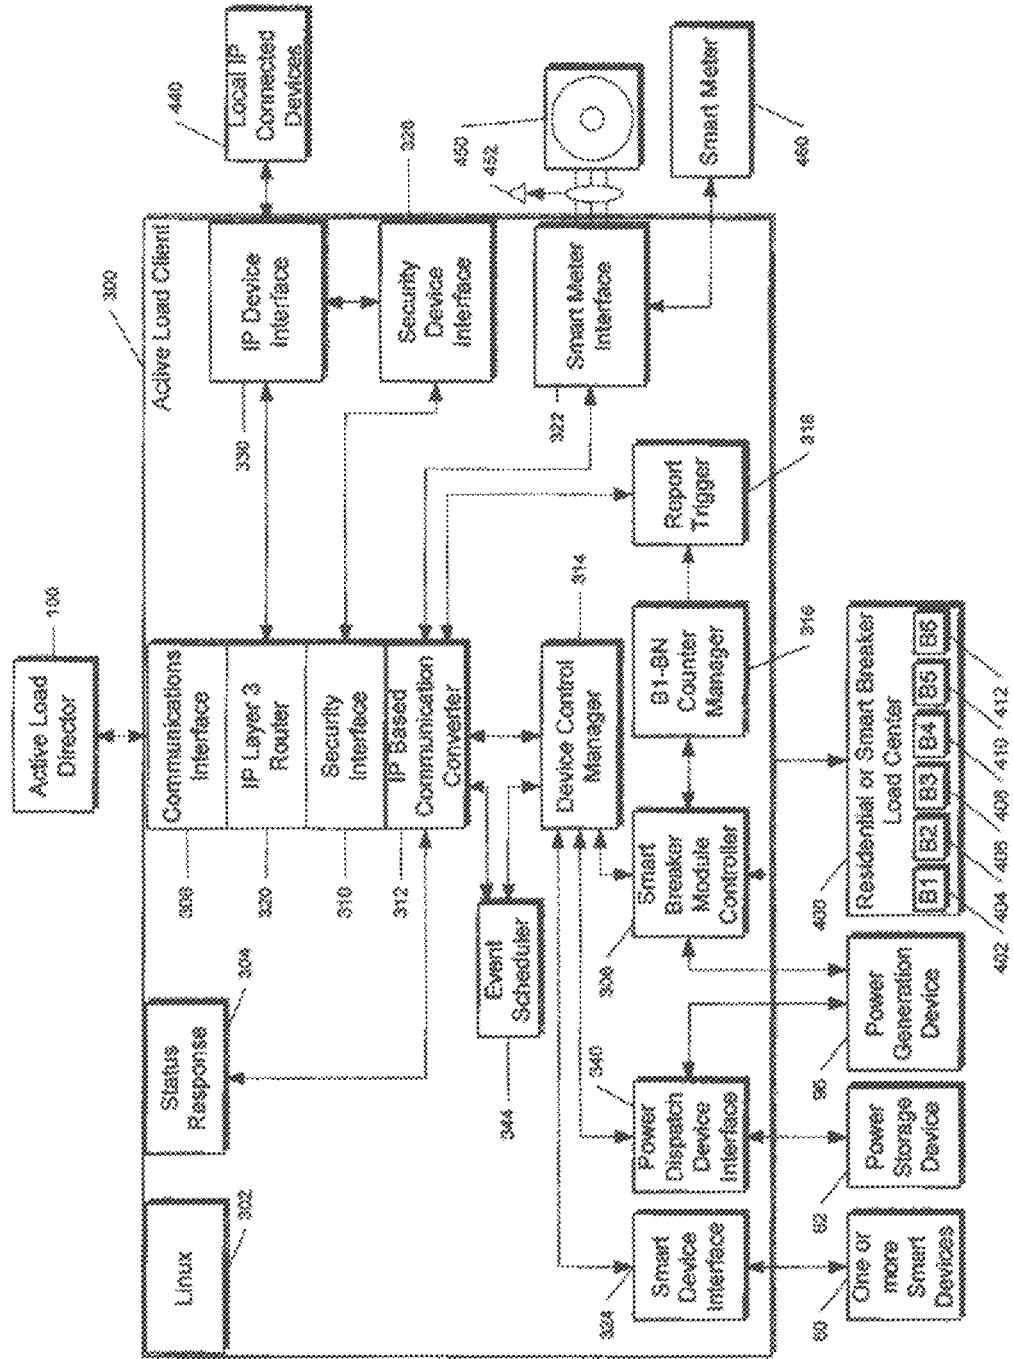 Linux
302
Status
Response
304
Active Load
Director
100
Active Load Client
300
Communications
Interface
308
IP Layer 3
Router
320
Security
Interface
310
IP Based
Communication
Converter
312
Local IP
Connected
Devices
440
IP Device
Interface
330
Security
Device
Interface
328
Smart Meter
Interface
322
450
452
Smart Meter
460
Event
Scheduler
344
Device Control
Manager
314
Smart
Device
Interface
324
Power
Dispatch
Device
Interface
340
Smart
Breaker
Module
Controller
306
B1-BN
Counter
Manager
316
Report
Trigger
318
One or
more
Smart
Devices
60
Power
Storage
Device
62
Power
Generation
Device
96
Residential or Smart Breaker
Load Center
400
B1
B2
B3
B4
B5
B6
402
404
408
410
412